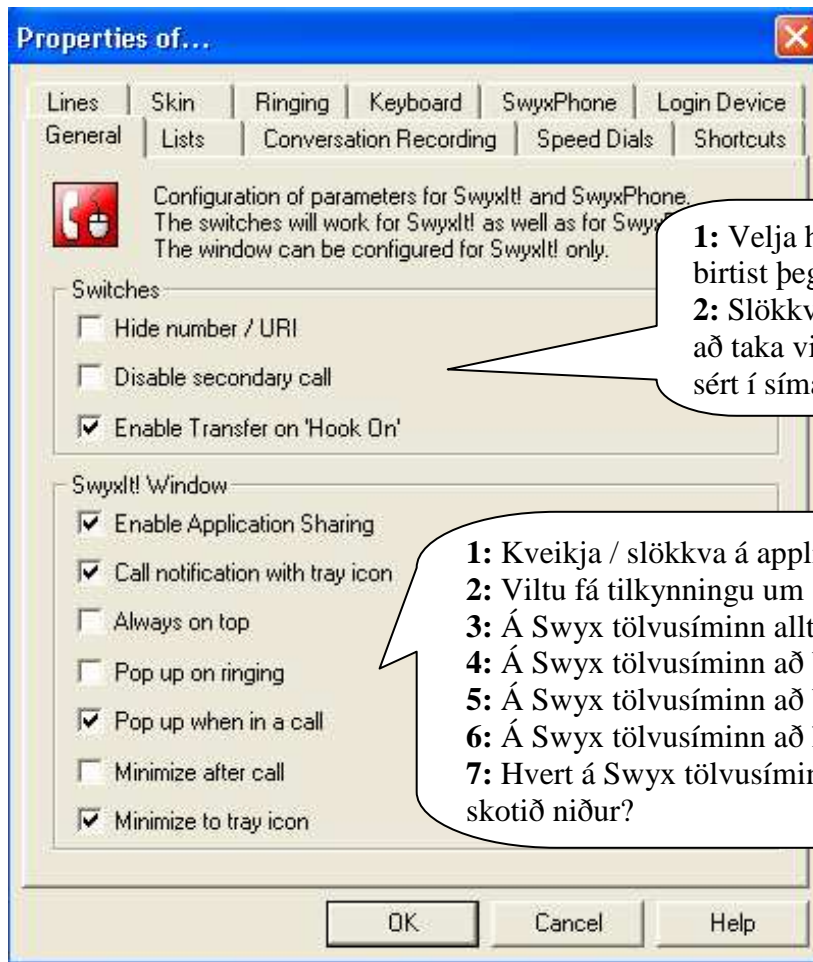 Properties of...
Lines Skin Ringing Keyboard SwyxPhone Login Device
General Lists Conversation Recording Speed Dials Shortcuts
Configuration of parameters for SwyxIt! and SwyxPhone.
The switches will work for SwyxIt! as well as for
The window can be configured for SwyxIt! only.
Switches
Hide number / URI
Disable secondary call
Enable Transfer on 'Hook On'
1: Velja
birtist
2:
að taka
sért í
SwyxIt! Window
Enable Application Sharing
Call notification with tray icon
Always on top
Pop up on ringing
Pop up when in a call
Minimize after call
Minimize to tray icon
1: Kveikja / slökkva á
2: Viltu fá tilkynningu um
3: Á Swyx tölvusíminn
4: Á Swyx tölvusíminn að
5: Á Swyx tölvusíminn að
6: Á Swyx tölvusíminn að
7: Hvert á Swyx
skotið niður?
OK Cancel Help